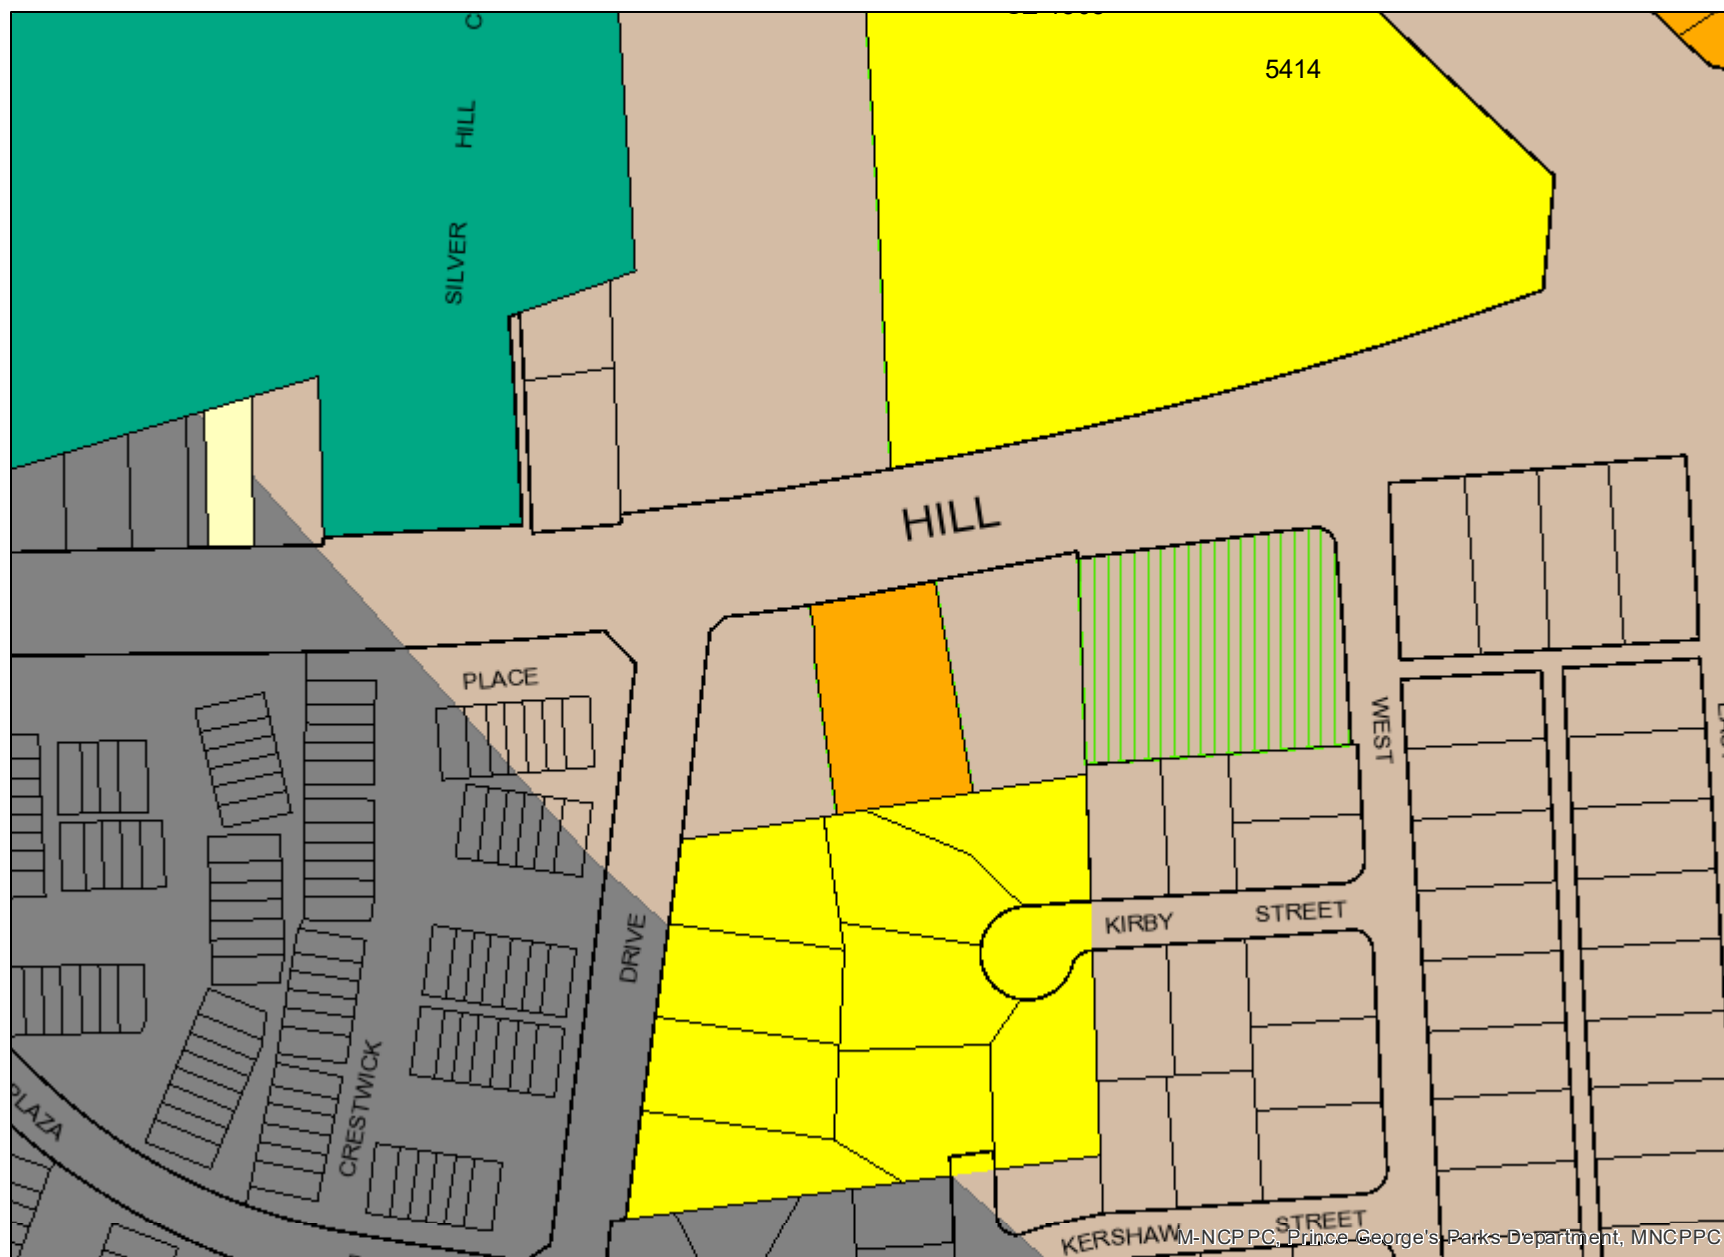 5414
SILVER HILL
HILL
PLACE
WEST
DRIVE
KIRBY STREET
CRESTWICK
PLAZA
KERSHAW STREET
M-NCPPC, Prince George's Parks Department, MNCPPC